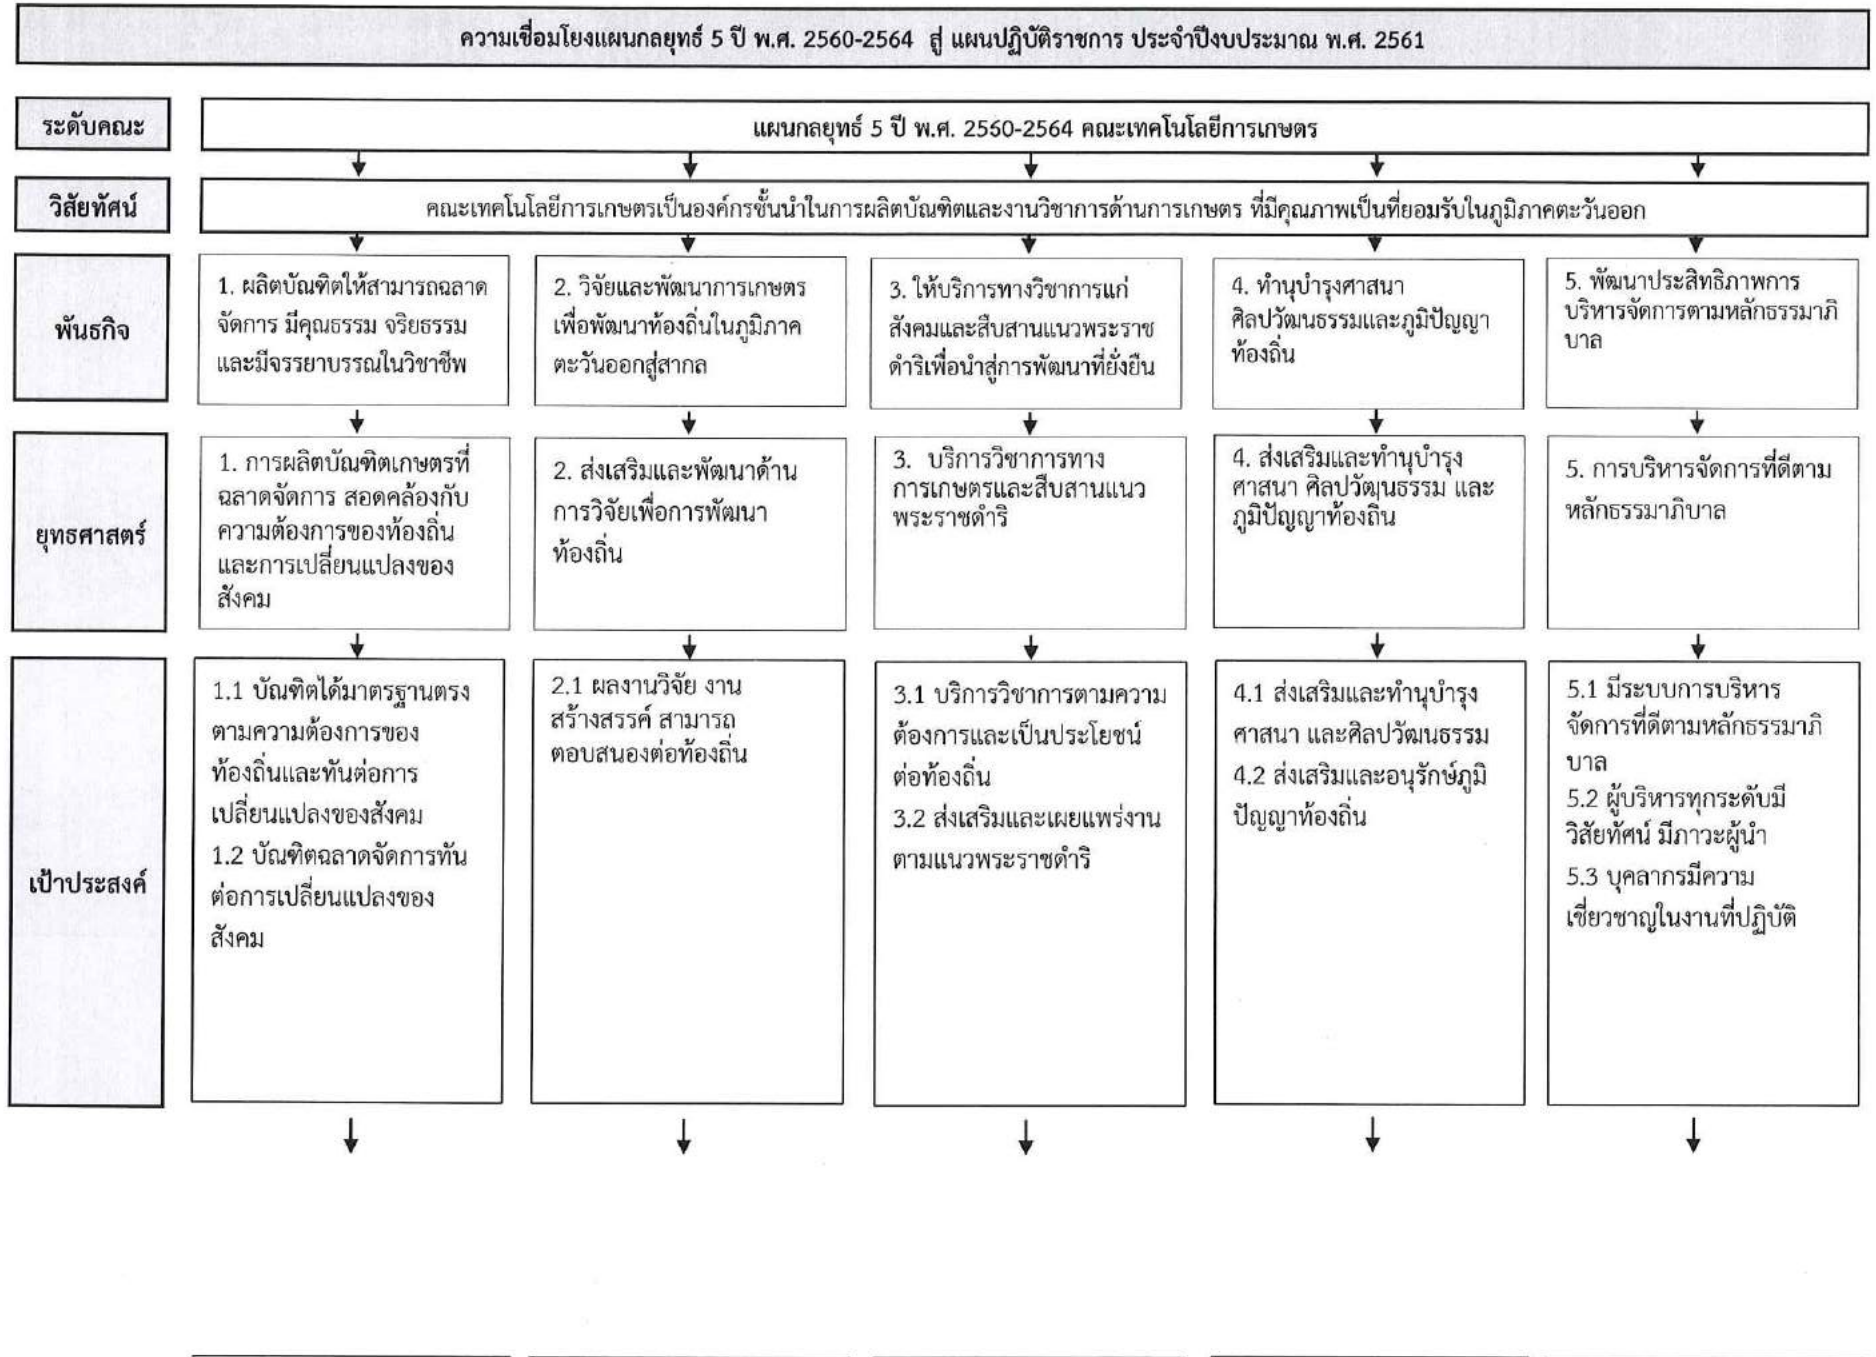 ความเชื่อมโยงแผนกลยุทธ์ 5 ปี พ.ศ. 2560-2564 สู่ แผนปฏิบัติราชการ ประจำปีงบประมาณ พ.ศ. 2561
ระดับคณะ
แผนกลยุทธ์ 5 ปี พ.ศ. 2560-2564 คณะเทคโนโลยีการเกษตร
วิสัยทัศน์
คณะเทคโนโลยีการเกษตรเป็นองค์กรชั้นนำในการผลิตบัณฑิตและงานวิชาการด้านการเกษตร ที่มีคุณภาพเป็นที่ยอมรับในภูมิภาคตะวันออก
พันธกิจ
1. ผลิตบัณฑิตให้สามารถฉลาด
จัดการ มีคุณธรรม จริยธรรม
และมีจรรยาบรรณในวิชาชีพ
2. วิจัยและพัฒนาการเกษตร
เพื่อพัฒนาท้องถิ่นในภูมิภาค
ตะวันออกสู่สากล
3. ให้บริการทางวิชาการแก่
สังคมและสืบสานแนวพระราช
ดำริเพื่อนำสู่การพัฒนาที่ยั่งยืน
4. ทำนุบำรุงศาสนา
ศิลปวัฒนธรรมและภูมิปัญญา
ท้องถิ่น
5. พัฒนาประสิทธิภาพการ
บริหารจัดการตามหลักธรรมาภิ
บาล
ยุทธศาสตร์
1. การผลิตบัณฑิตเกษตรที่
ฉลาดจัดการ สอดคล้องกับ
ความต้องการของท้องถิ่น
และการเปลี่ยนแปลงของ
สังคม
2. ส่งเสริมและพัฒนาด้าน
การวิจัยเพื่อการพัฒนา
ท้องถิ่น
3. บริการวิชาการทาง
การเกษตรและสืบสานแนว
พระราชดำริ
4. ส่งเสริมและทำนุบำรุง
ศาสนา ศิลปวัฒนธรรม และ
ภูมิปัญญาท้องถิ่น
5. การบริหารจัดการที่ดีตาม
หลักธรรมาภิบาล
เป้าประสงค์
1.1 บัณฑิตได้มาตรฐานตรง
ตามความต้องการของ
ท้องถิ่นและทันต่อการ
เปลี่ยนแปลงของสังคม
1.2 บัณฑิตฉลาดจัดการทัน
ต่อการเปลี่ยนแปลงของ
สังคม
2.1 ผลงานวิจัย งาน
สร้างสรรค์ สามารถ
ตอบสนองต่อท้องถิ่น
3.1 บริการวิชาการตามความ
ต้องการและเป็นประโยชน์
ต่อท้องถิ่น
3.2 ส่งเสริมและเผยแพร่งาน
ตามแนวพระราชดำริ
4.1 ส่งเสริมและทำนุบำรุง
ศาสนา และศิลปวัฒนธรรม
4.2 ส่งเสริมและอนุรักษ์ภูมิ
ปัญญาท้องถิ่น
5.1 มีระบบการบริหาร
จัดการที่ดีตามหลักธรรมาภิ
บาล
5.2 ผู้บริหารทุกระดับมี
วิสัยทัศน์ มีภาวะผู้นำ
5.3 บุคลากรมีความ
เชี่ยวชาญในงานที่ปฏิบัติ